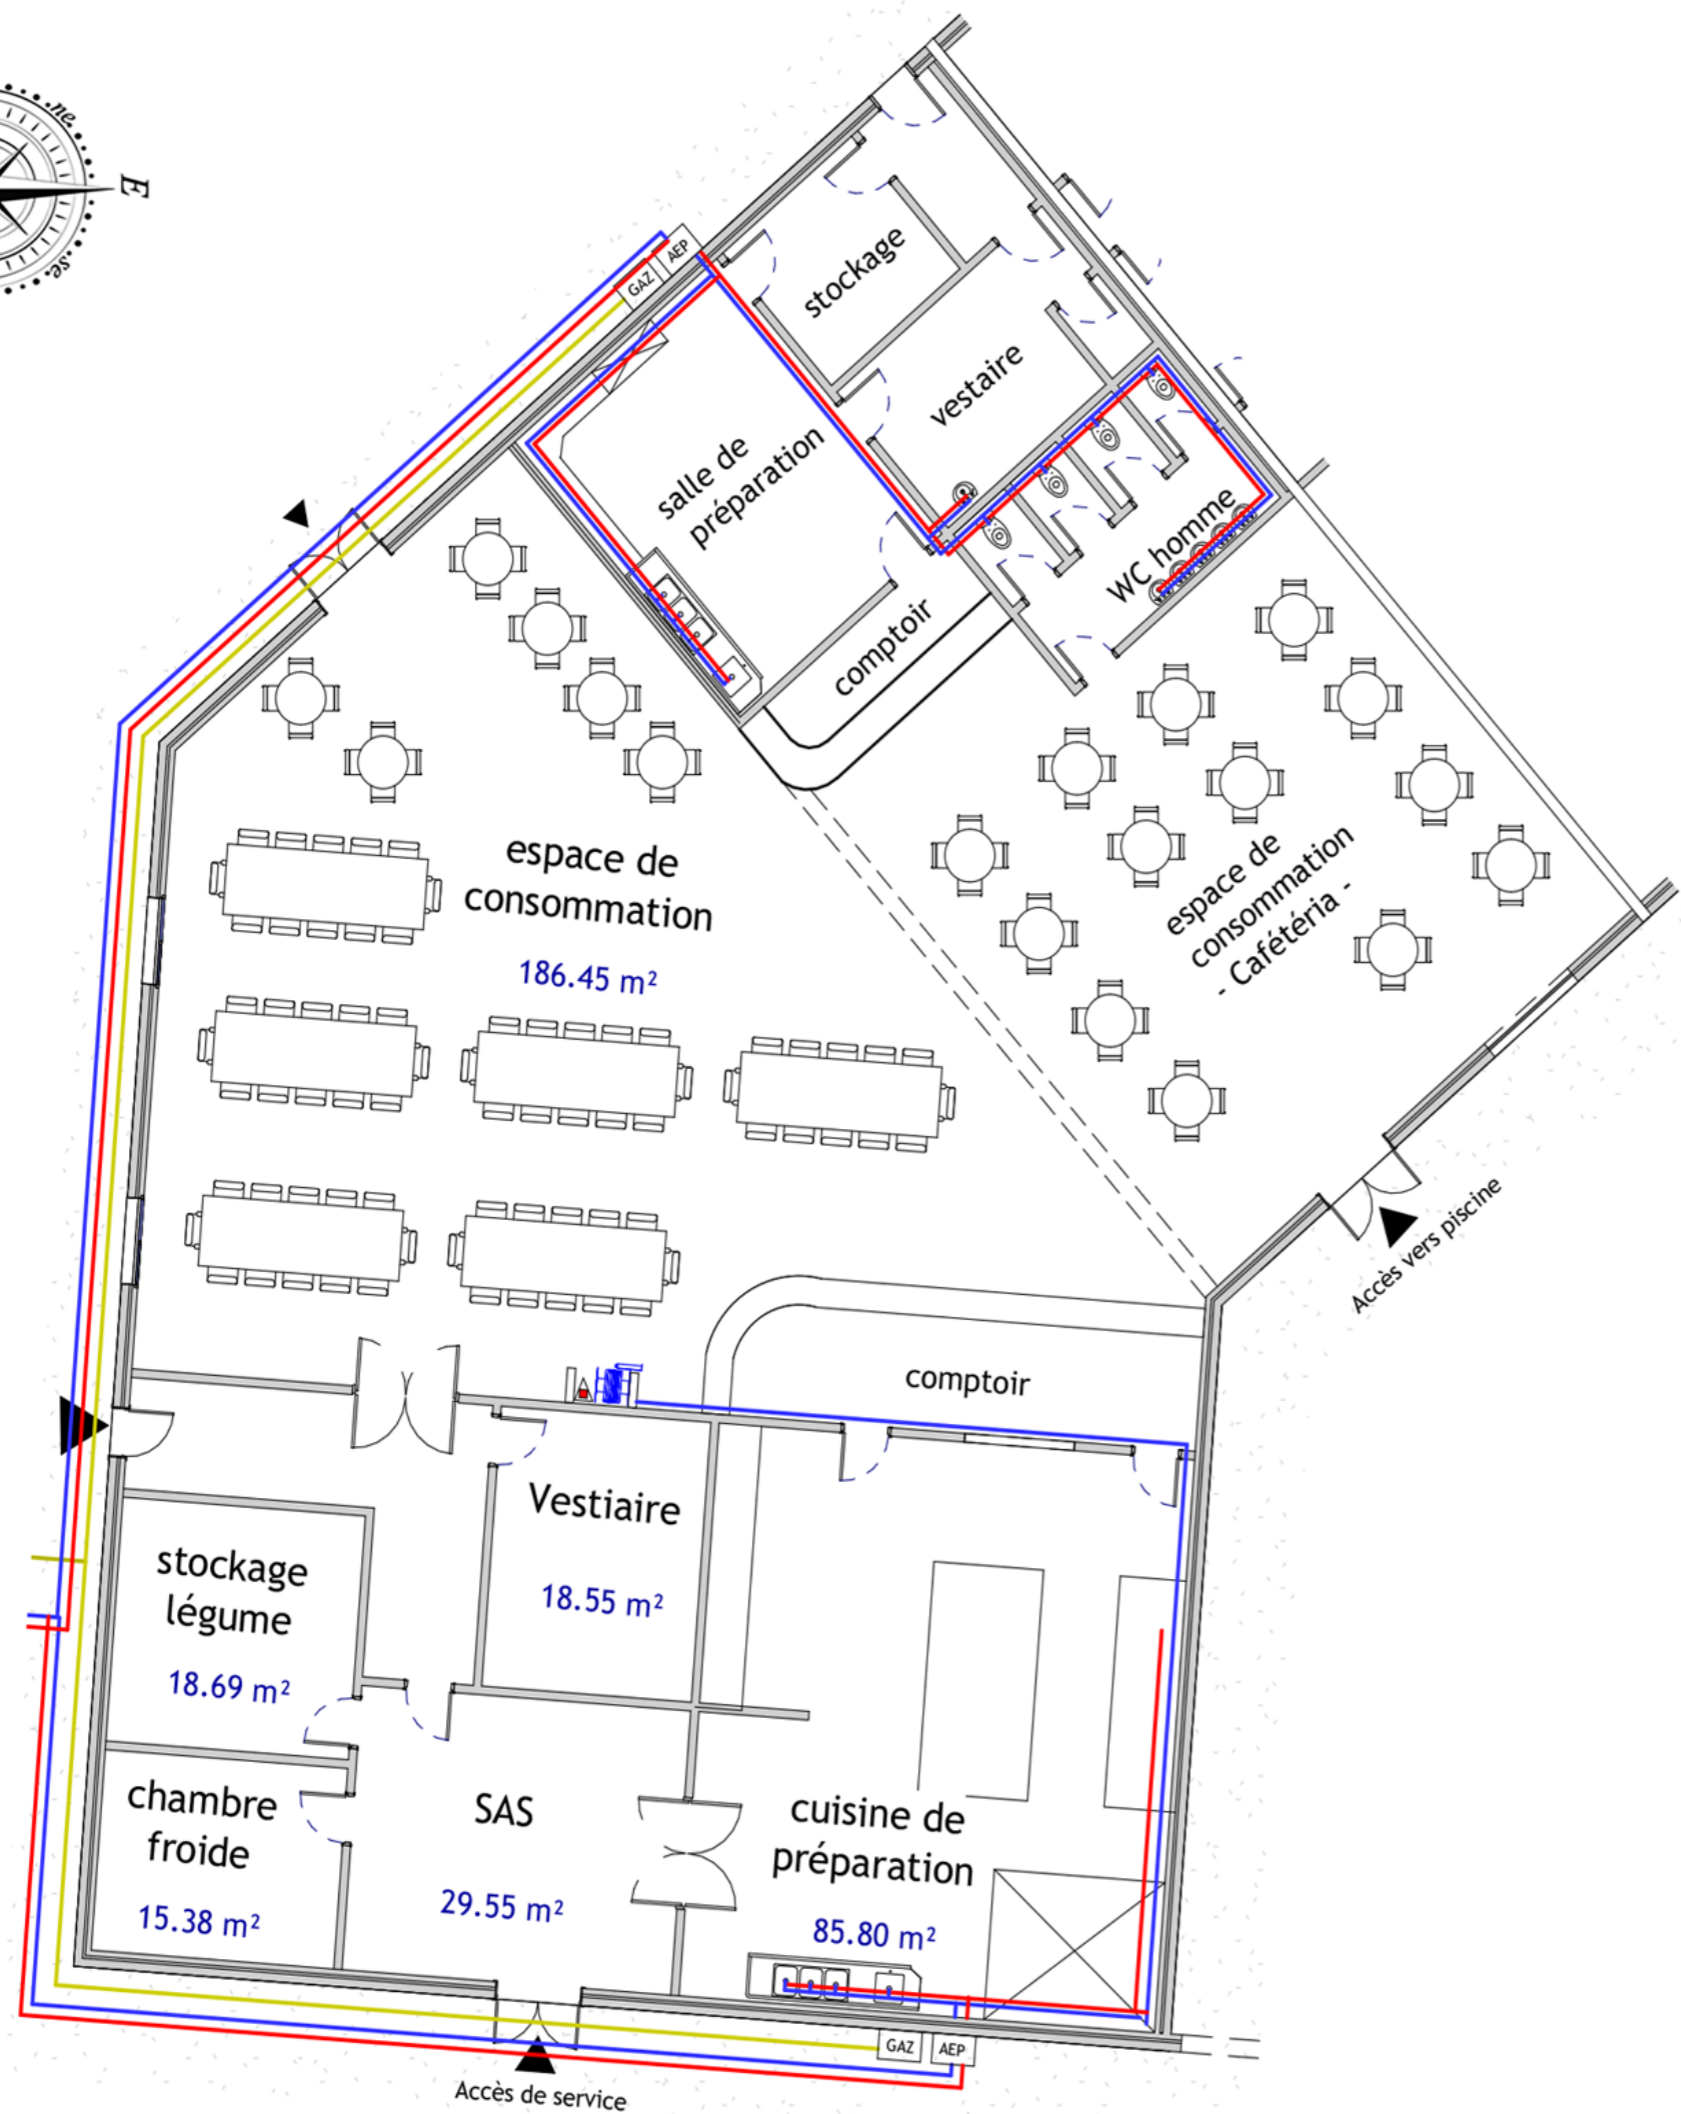 ne
E
se
AEP
GAZ
stockage
vestaire
salle de
préparation
WC homme
comptoir
espace de
consommation
186.45 m²
espace de
consommation
- Cafétéria -
Accès vers piscine
comptoir
Vestiaire
18.55 m²
stockage
légume
18.69 m²
chambre
froide
15.38 m²
SAS
29.55 m²
cuisine de
préparation
85.80 m²
GAZ
AEP
Accès de service